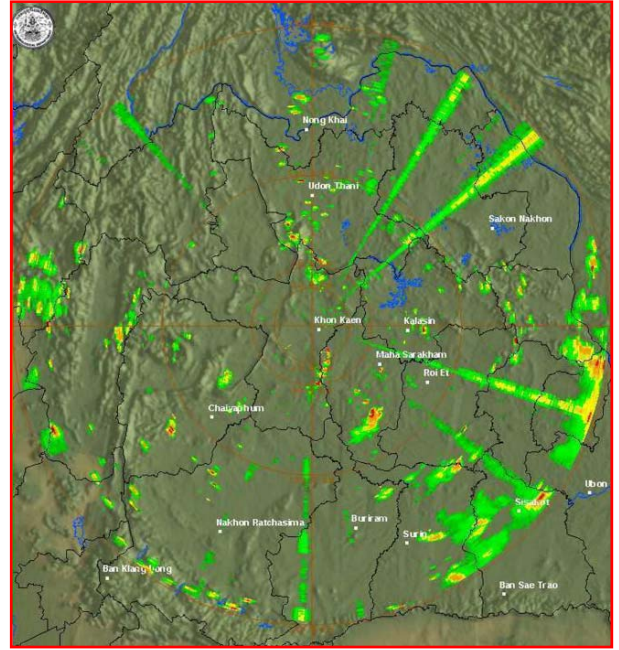 Nong Khai
Udon Thani
Sakon Nakhon
Khon Kaen
Kalasin
Maha Sarakham
Roi Et
Chaiyaphum
Ubon
Sisaket
Nakhon Ratchasima
Buriram
Surin
Ban Klang Dong
Ban Sae Trao